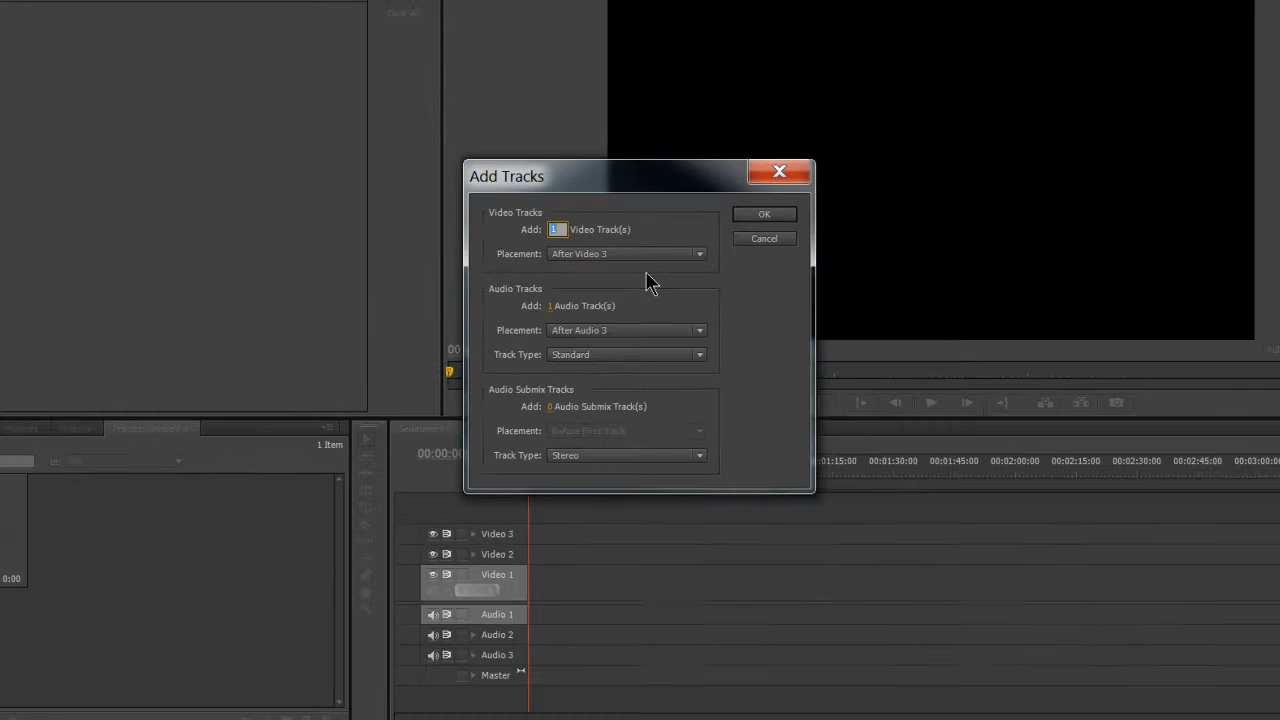 Clear All
Add Tracks
Video Tracks
Add: 1 Video Track(s)
OK
Placement: After Video 3
Cancel
Audio Tracks
Add: 1 Audio Track(s)
Placement: After Audio 3
Track Type: Standard
Audio Submix Tracks
Add: 0 Audio Submix Track(s)
Placement: Before First Track
Track Type: Stereo
1 Item
In:
00:00:0
:01:15:00 00:01:30:00 00:01:45:00 00:02:00:00 00:02:15:00 00:02:30:00 00:02:45:00 00:03:00:0
Video 3
Video 2
Video 1
0:00
Audio 1
Audio 2
Audio 3
Master